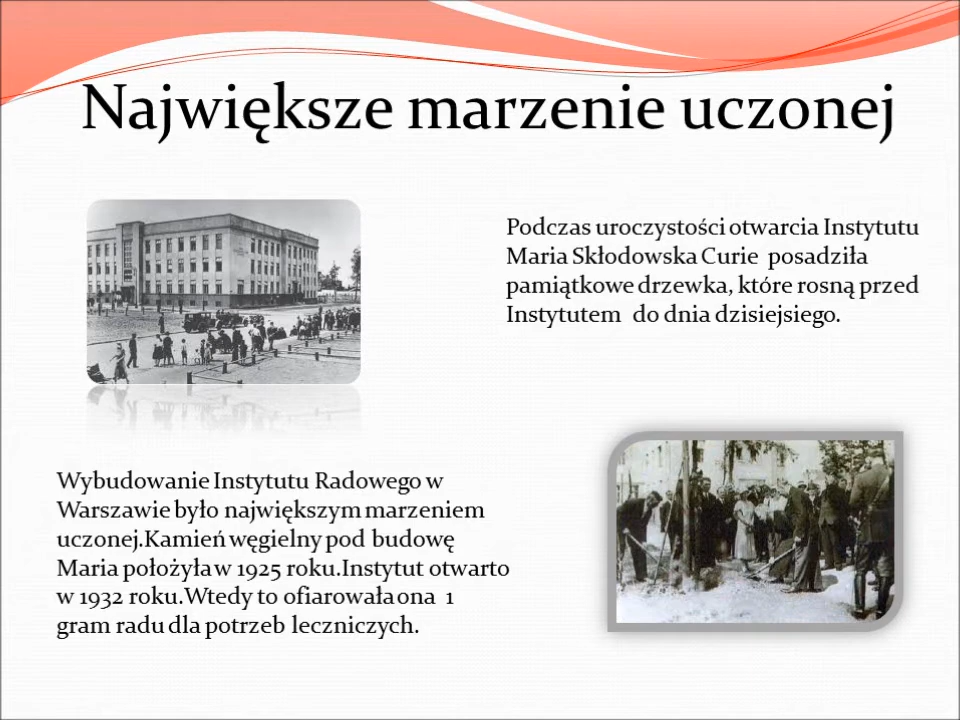 Największe marzenie uczonej
Podczas uroczystości otwarcia Instytutu
Maria Skłodowska Curie posadziła
pamiątkowe drzewka, które rosną przed
Instytutem do dnia dzisiejsiego.
Wybudowanie Instytutu Radowego w
Warszawie było największym marzeniem
uczonej.Kamień węgielny pod budowę
Maria położyła w 1925 roku.Instytut otwarto
w 1932 roku.Wtedy to ofiarowała ona 1
gram radu dla potrzeb leczniczych.